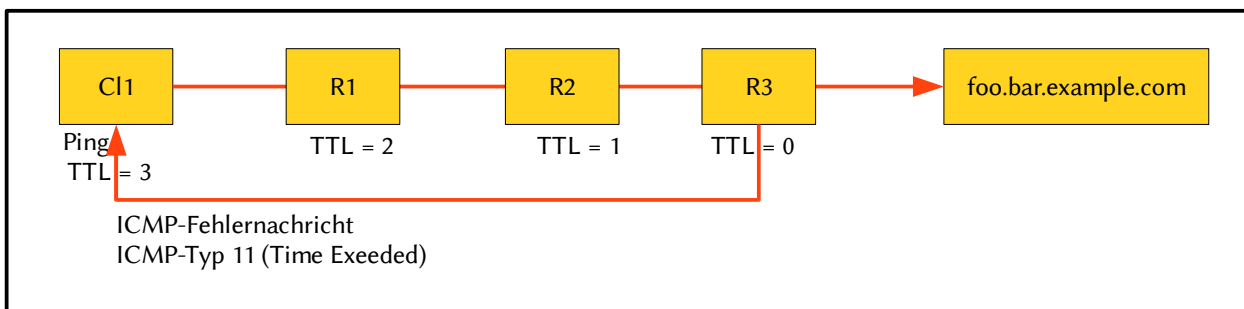 Cl1
R1
R2
R3
foo.bar.example.com
Ping
TTL = 3
TTL = 2
TTL = 1
TTL = 0
ICMP-Fehlernachricht
ICMP-Typ 11 (Time Exeeded)